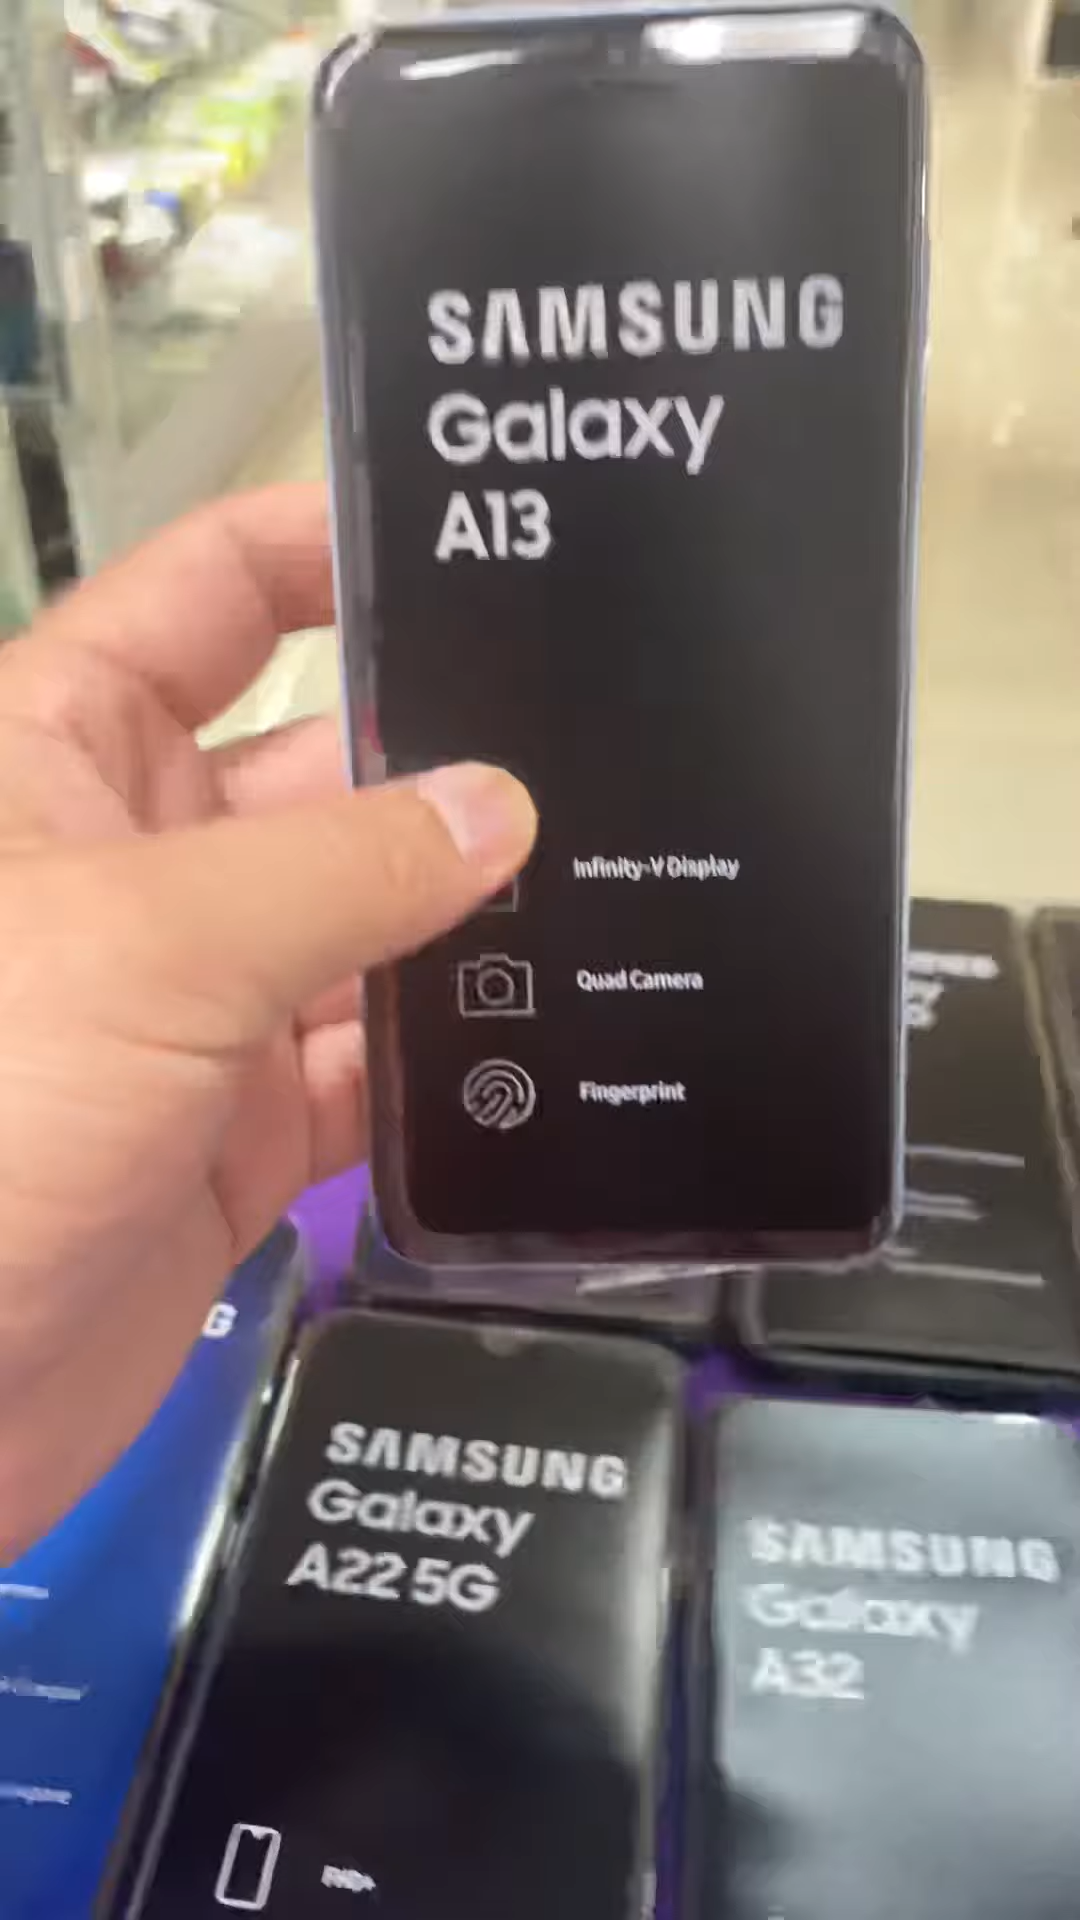 SAMSUNG
Galaxy
A13
Infinity-V Display
Quad Camera
Fingerprint
G
SAMSUNG
Galaxy
A22 5G
SAMSUNG
Galaxy
A32